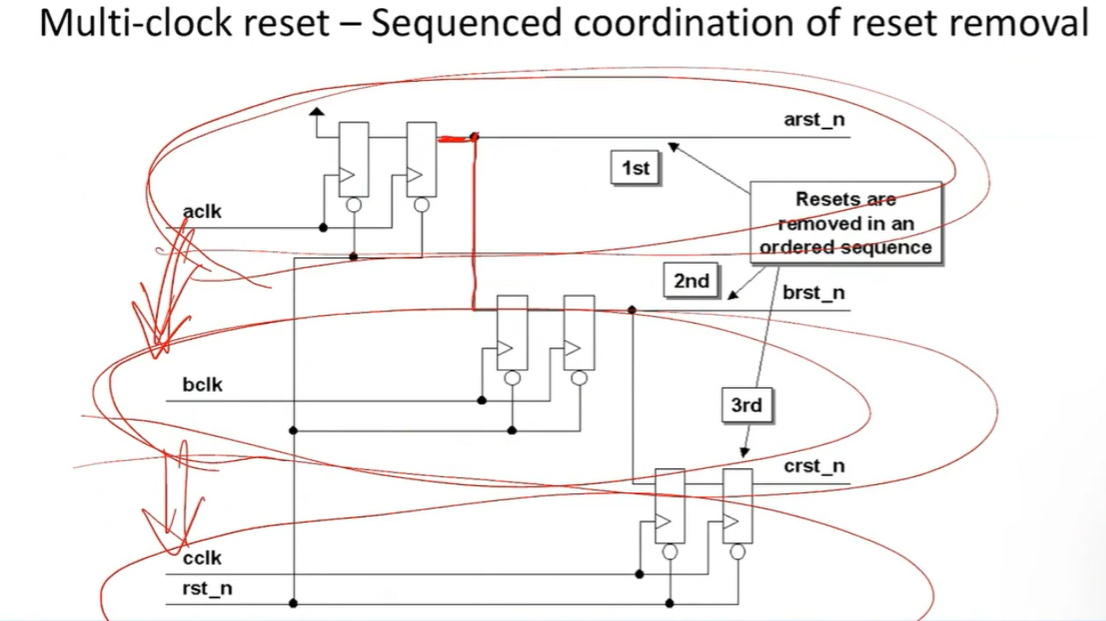 Multi-clock reset – Sequenced coordination of reset removal
arst_n
1st
Resets are
removed in an
ordered sequence
aclk
2nd
brst_n
bclk
3rd
crst_n
cclk
rst_n